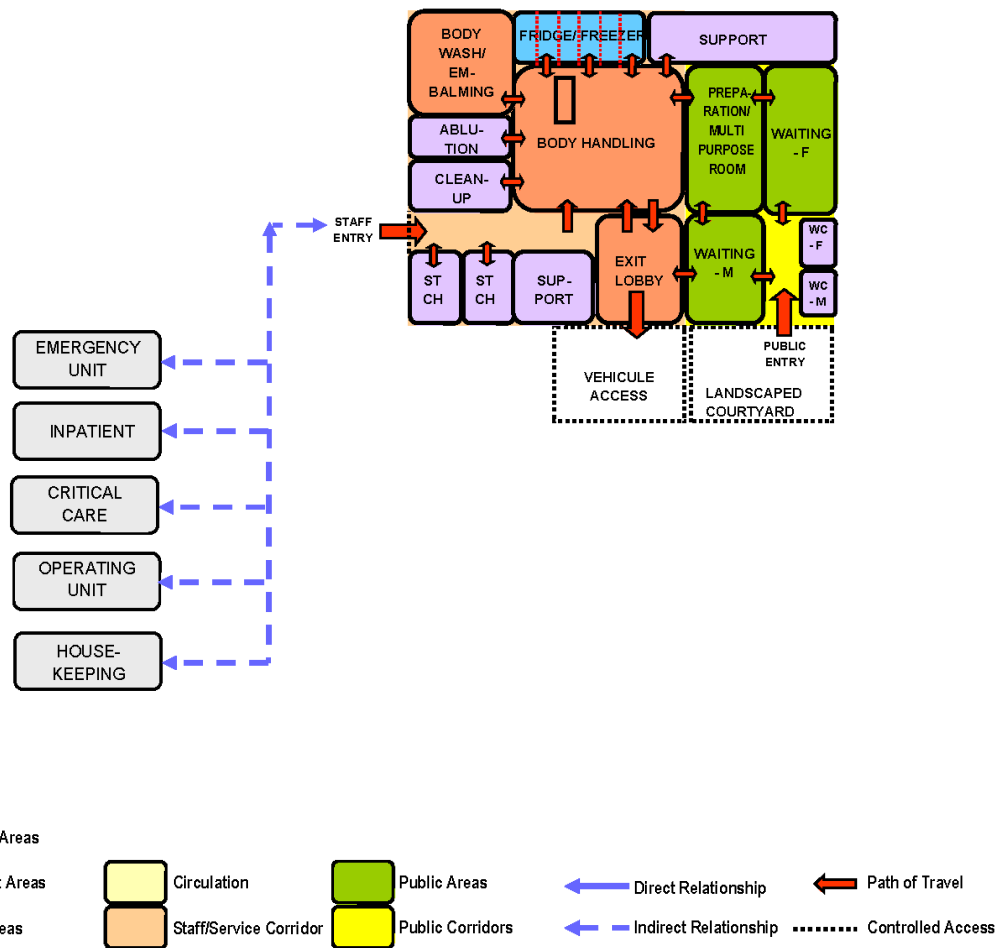 BODY
WASH/
EM-
BALMING
FRIDGE/ FREEZER
SUPPORT
ABLU-
TION
CLEAN-
UP
BODY HANDLING
PREPA-
RATION/
MULTI
PURPOSE
ROOM
WAITING
- F
STAFF
ENTRY
ST
CH
ST
CH
SUP-
PORT
EXIT
LOBBY
WAITING
- M
WC
- F
WC
- M
PUBLIC
ENTRY
VEHICULE
ACCESS
LANDSCAPED
COURTYARD
EMERGENCY
UNIT
INPATIENT
CRITICAL
CARE
OPERATING
UNIT
HOUSE-
KEEPING
Areas
Areas
Circulation
Public Areas
Direct Relationship
Path of Travel
Staff/Service Corridor
Public Corridors
Indirect Relationship
Controlled Access